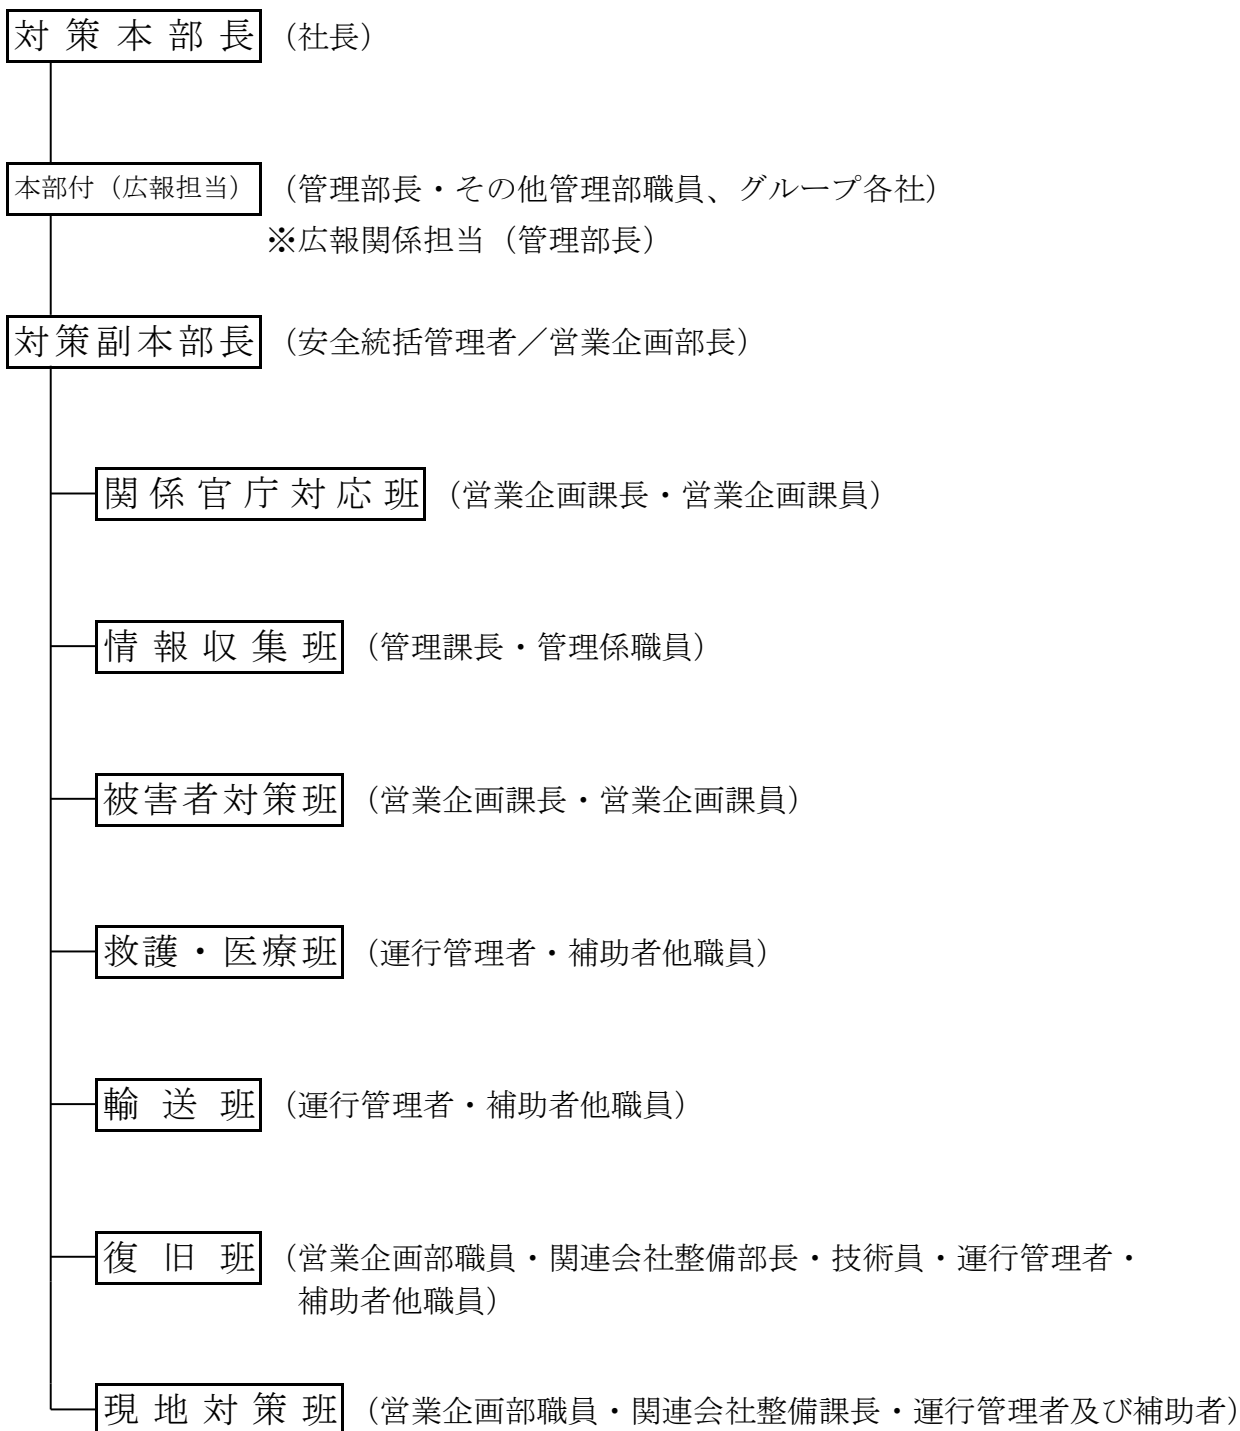 対策本部長（社長）
本部付（広報担当）（管理部長・その他管理部職員、グループ各社）
※広報関係担当（管理部長）
対策副本部長（安全統括管理者／営業企画部長）
関係官庁対応班（営業企画課長・営業企画課員）
情報収集班（管理課長・管理係職員）
被害者対策班（営業企画課長・営業企画課員）
救護・医療班（運行管理者・補助者他職員）
輸送班（運行管理者・補助者他職員）
復旧班（営業企画部職員・関連会社整備部長・技術員・運行管理者・
補助者他職員）
現地対策班（営業企画部職員・関連会社整備課長・運行管理者及び補助者）